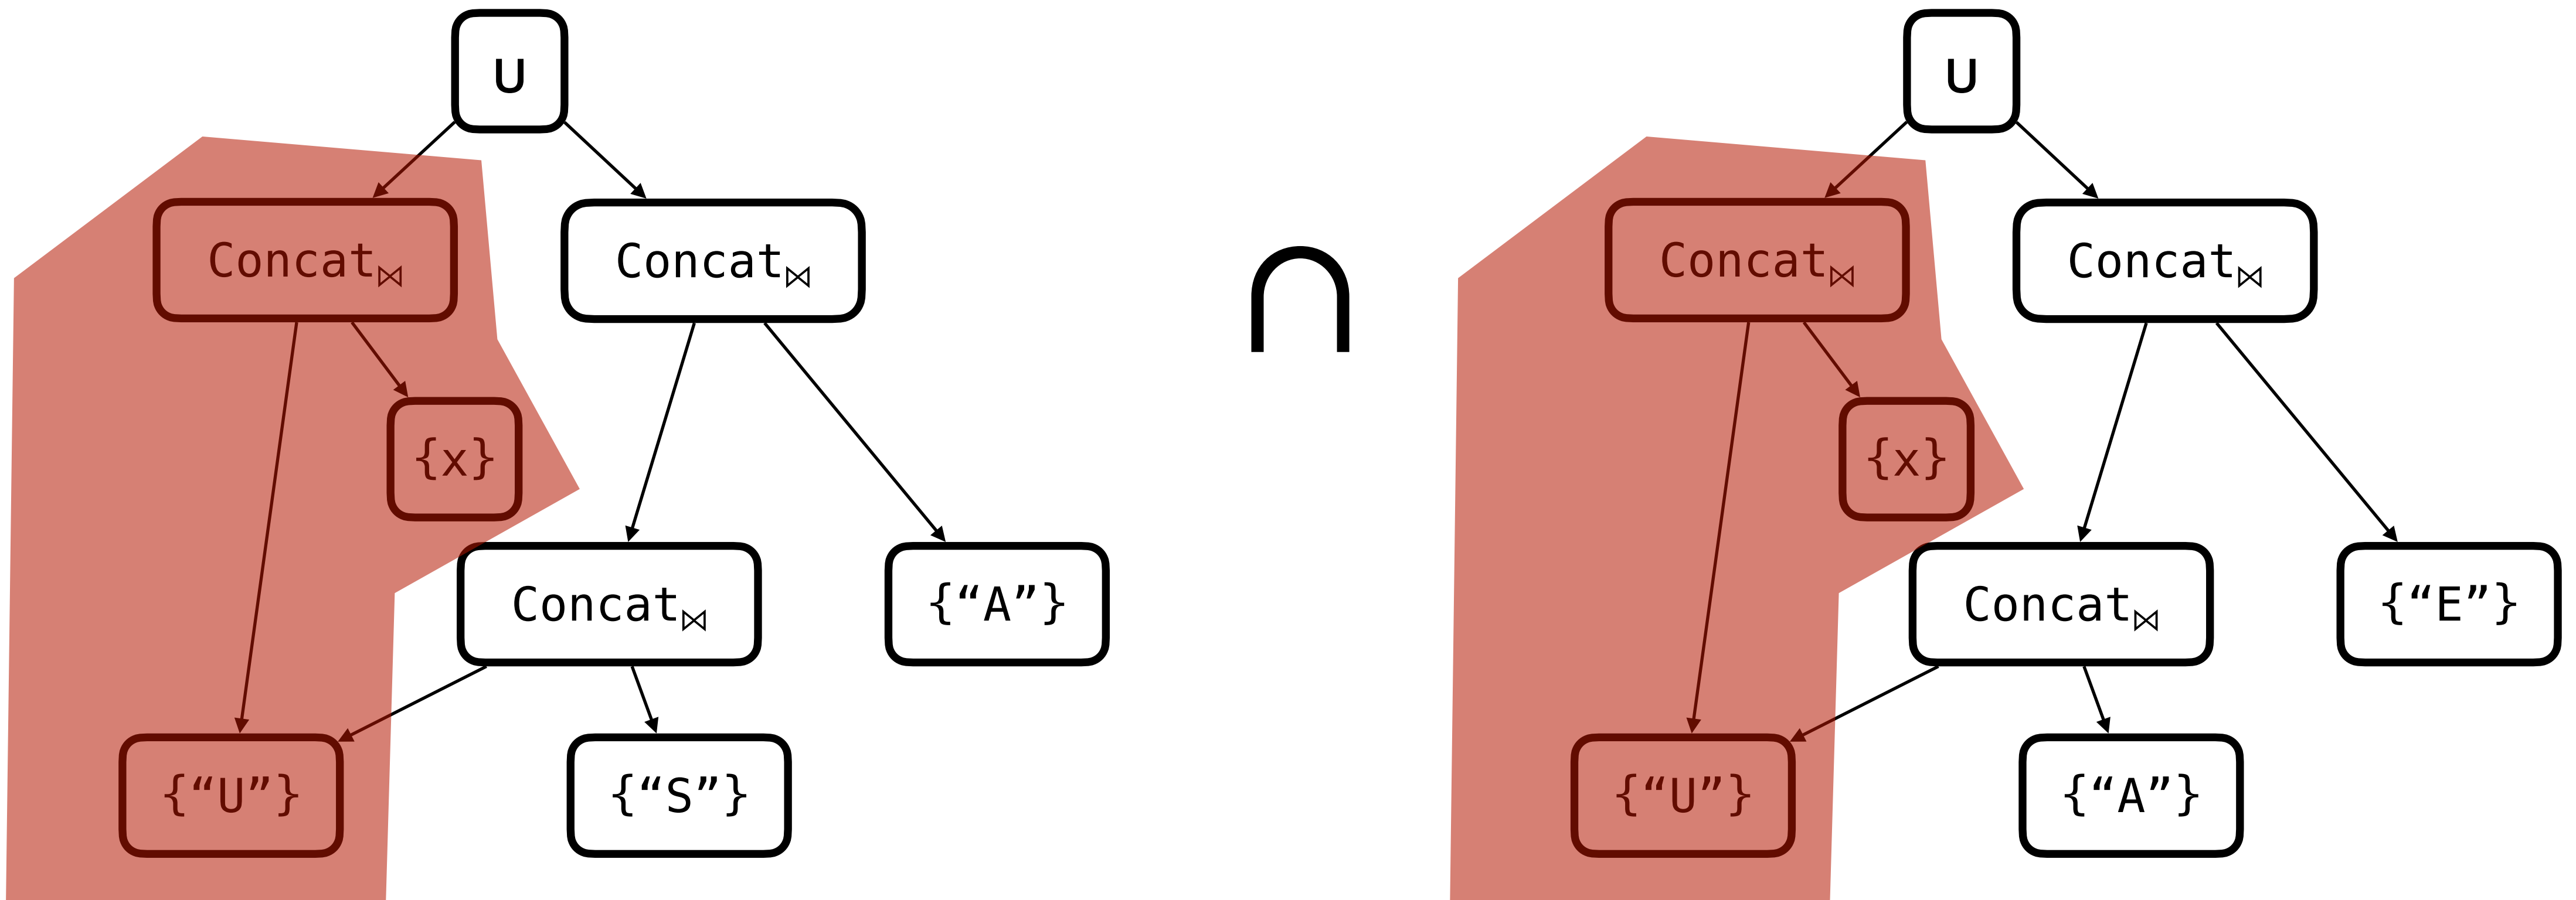 ∪ ∪
Concat⋈ Concat⋈ ∩ Concat⋈ Concat⋈
{x} {x}
Concat⋈ {“A”} Concat⋈ {“E”}
{“U”} {“S”} {“U”} {“A”}